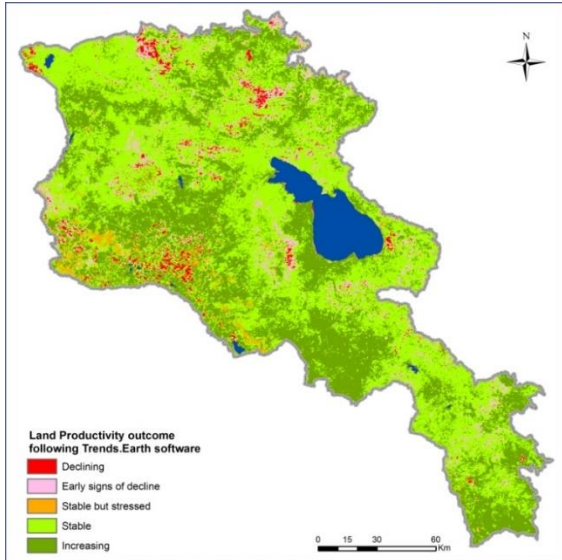 N
Land Productivity outcome
following Trends.Earth software
Declining
Early signs of decline
Stable but stressed
Stable
Increasing
0 15 30 60
Km